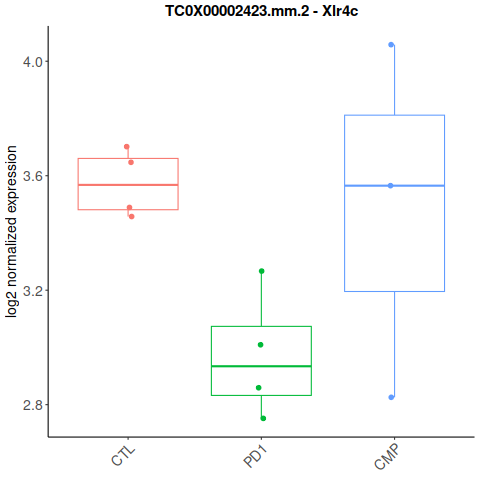 TC0X00002423.mm.2 - Xlr4c
log2 normalized expression
4.0
3.6
3.2
2.8
CTL
PD1
CMP